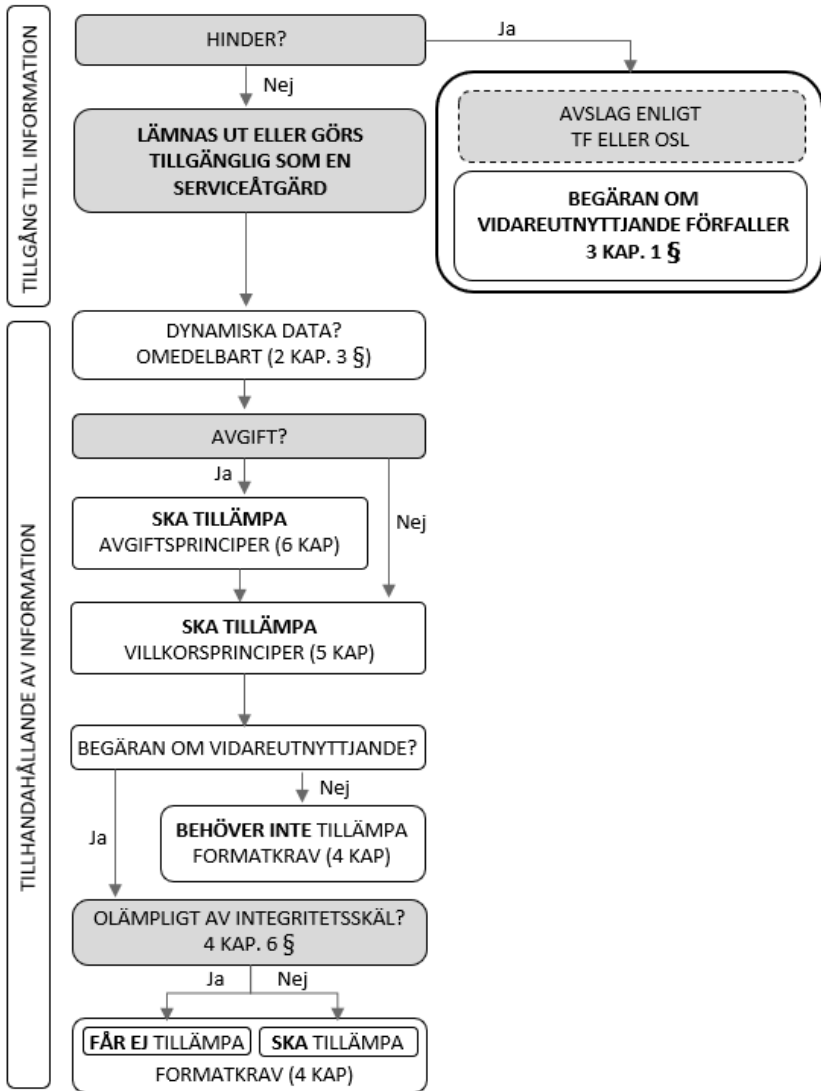 TILLGÅNG TILL INFORMATION
HINDER?
Ja
Nej
LÄMNAS UT ELLER GÖRS
TILLGÄNGLIG SOM EN
SERVICEÅTGÄRD
AVSLAG ENLIGT
TF ELLER OSL
BEGÄRAN OM
VIDAREUTNYTTJANDE FÖRFALLER
3 KAP. 1 §
TILLHANDAHÅLLANDE AV INFORMATION
DYNAMISKA DATA?
OMEDELBART (2 KAP. 3 §)
AVGIFT?
Ja
Nej
SKA TILLÄMPA
AVGIFTSPRINCIPER (6 KAP)
SKA TILLÄMPA
VILLKORSPRINCIPER (5 KAP)
BEGÄRAN OM VIDAREUTNYTTJANDE?
Nej
Ja
BEHÖVER INTE TILLÄMPA
FORMATKRAV (4 KAP)
OLÄMPLIGT AV INTEGRITETSSKÄL?
4 KAP. 6 §
Ja
Nej
FÅR EJ TILLÄMPA
SKA TILLÄMPA
FORMATKRAV (4 KAP)